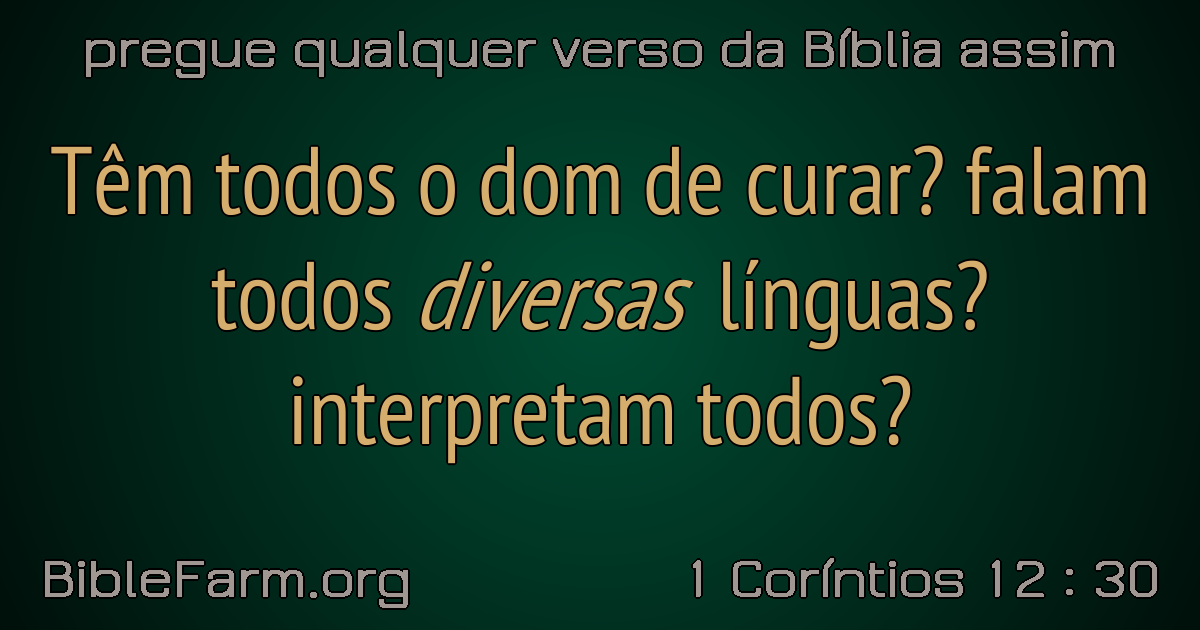 pregue qualquer verso da Bíblia assim
Têm todos o dom de curar? falam
todos diversas línguas?
interpretam todos?
BibleFarm.org
1 Coríntios 12 : 30